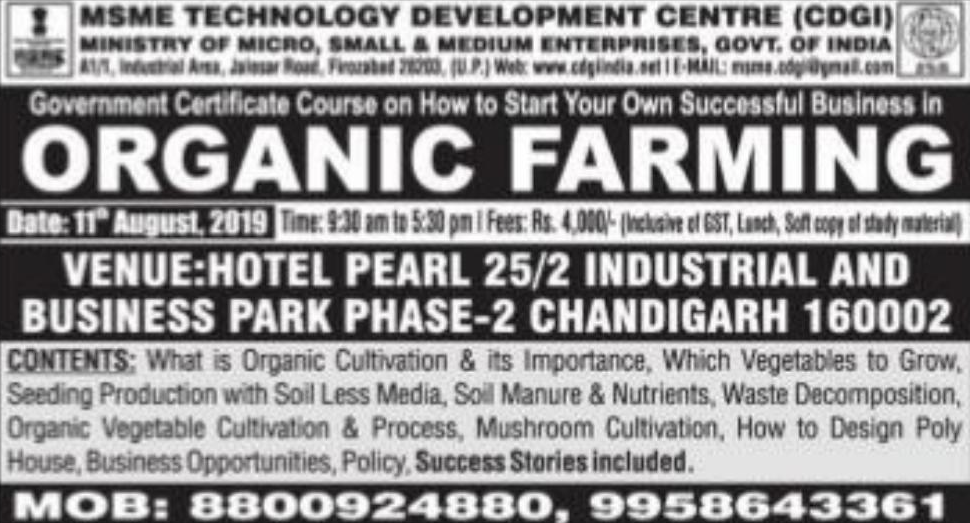 MSME TECHNOLOGY DEVELOPMENT CENTRE (CDGI)
MINISTRY OF MICRO, SMALL & MEDIUM ENTERPRISES, GOVT. OF INDIA
A1/1, Industrial Area, Jalesar Road, Firozabad 28203, (U.P.) Web: www.cdgiindia.net I E-MAIL: msme.cdgi@gmail.com
Government Certificate Course on How to Start Your Own Successful Business in
ORGANIC FARMING
Date: 11th August, 2019 Time: 9:30 am to 5:30 pm I Fees: Rs. 4,000/- (Inclusive of GST, Lunch, Soft copy of study material)
VENUE:HOTEL PEARL 25/2 INDUSTRIAL AND
BUSINESS PARK PHASE-2 CHANDIGARH 160002
CONTENTS: What is Organic Cultivation & its Importance, Which Vegetables to Grow,
Seeding Production with Soil Less Media, Soil Manure & Nutrients, Waste Decomposition,
Organic Vegetable Cultivation & Process, Mushroom Cultivation, How to Design Poly
House, Business Opportunities, Policy, Success Stories included.
MOB: 8800924880, 9958643361